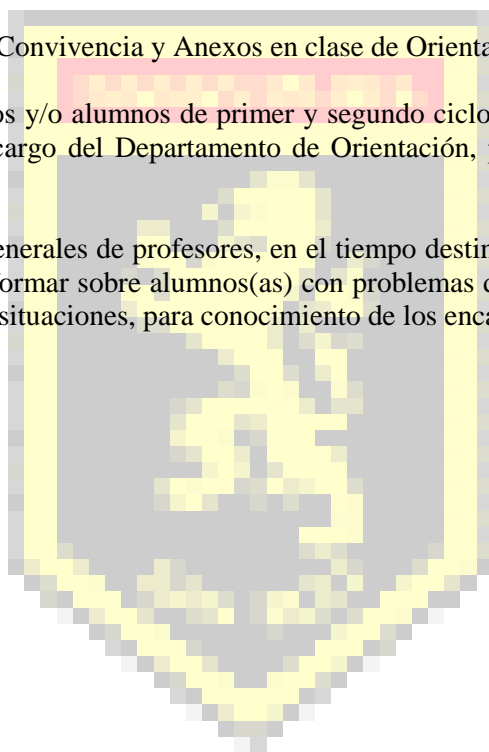 Convivencia y Anexos en clase de Orienta
os y/o alumnos de primer y segundo ciclo
cargo del Departamento de Orientación,
enerales de profesores, en el tiempo destin
formar sobre alumnos(as) con problemas
situaciones, para conocimiento de los enca